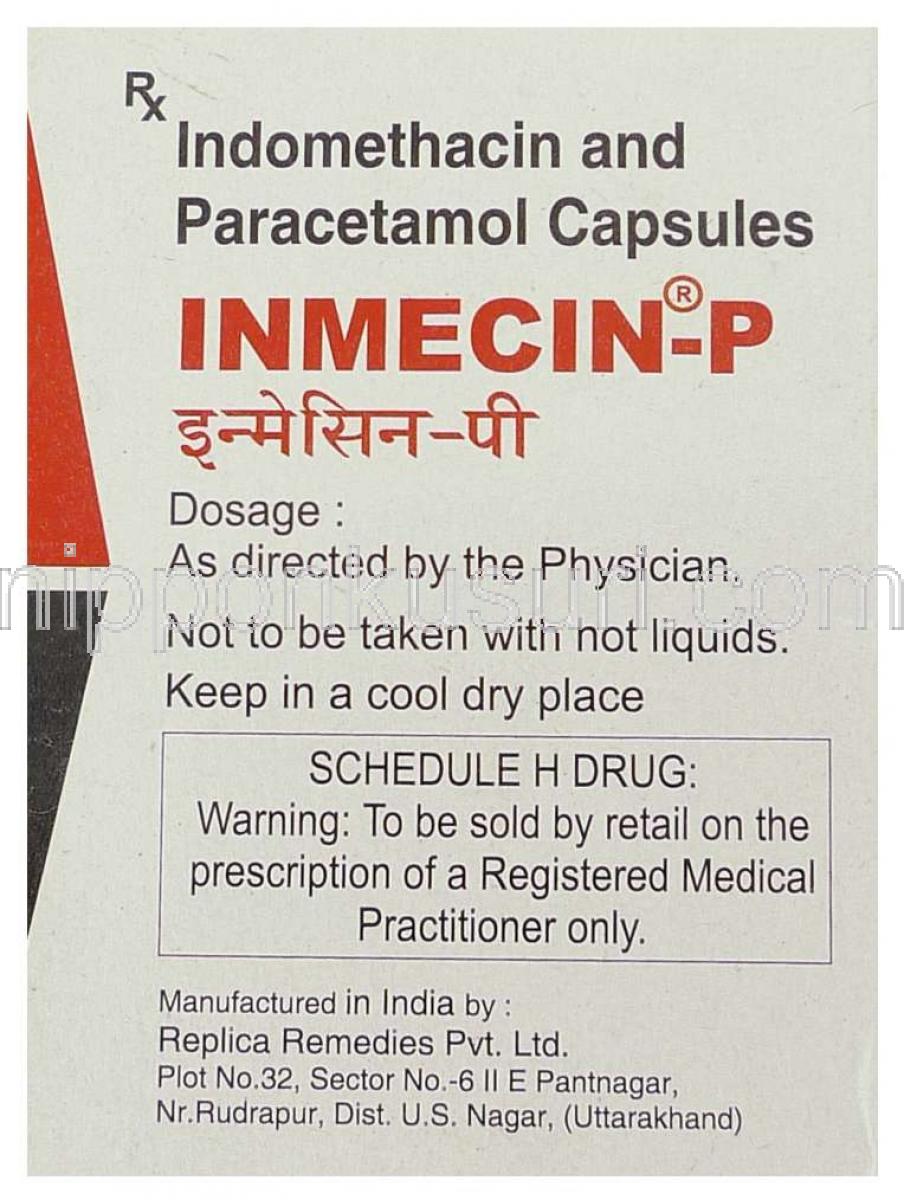 Rx
Indomethacin and
Paracetamol Capsules
INMECIN®-P
इन्मेसिन-पी
Dosage :
As directed by the Physician,
nipponkusuri.com
Not to be taken with hot liquids.
Keep in a cool dry place
SCHEDULE H DRUG:
Warning: To be sold by retail on the
prescription of a Registered Medical
Practitioner only.
Manufactured in India by :
Replica Remedies Pvt. Ltd.
Plot No.32, Sector No.-6 II E Pantnagar,
Nr.Rudrapur, Dist. U.S. Nagar, (Uttarakhand)